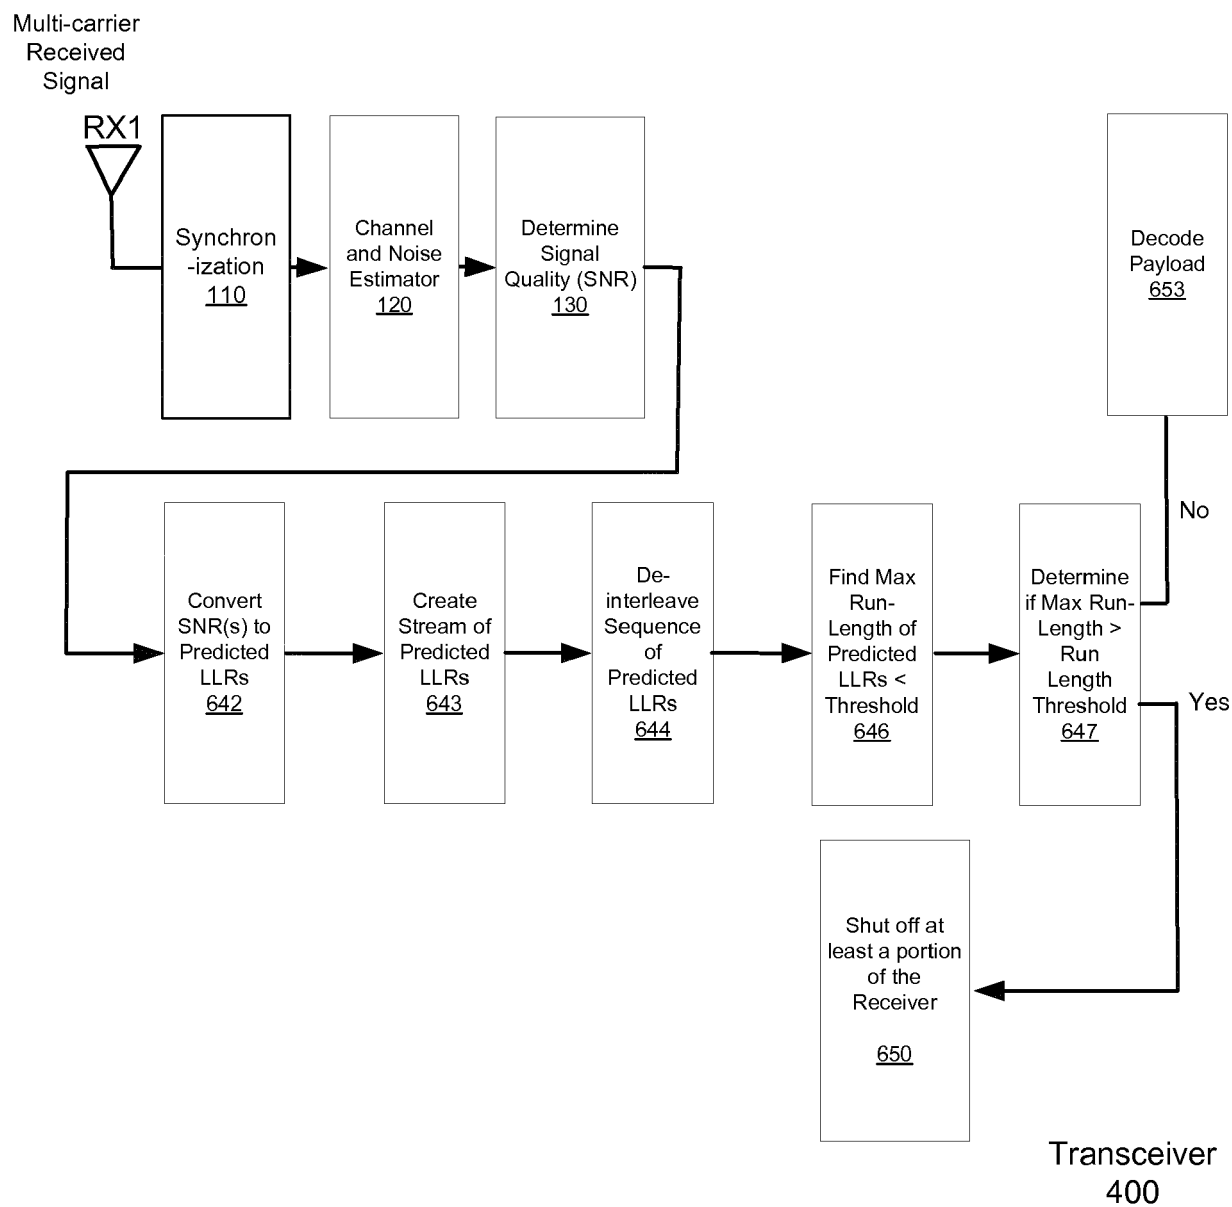 Multi-carrier
Received
Signal
RX1
Synchron
-ization
110
Channel
and Noise
Estimator
120
Determine
Signal
Quality (SNR)
130
Decode
Payload
653
No
Convert
SNR(s) to
Predicted
LLRs
642
Create
Stream of
Predicted
LLRs
643
De-
interleave
Sequence
of
Predicted
LLRs
644
Find Max
Run-
Length of
Predicted
LLRs <
Threshold
646
Determine
if Max Run-
Length >
Run
Length
Threshold
647
Yes
Shut off at
least a portion
of the
Receiver
650
Transceiver
400